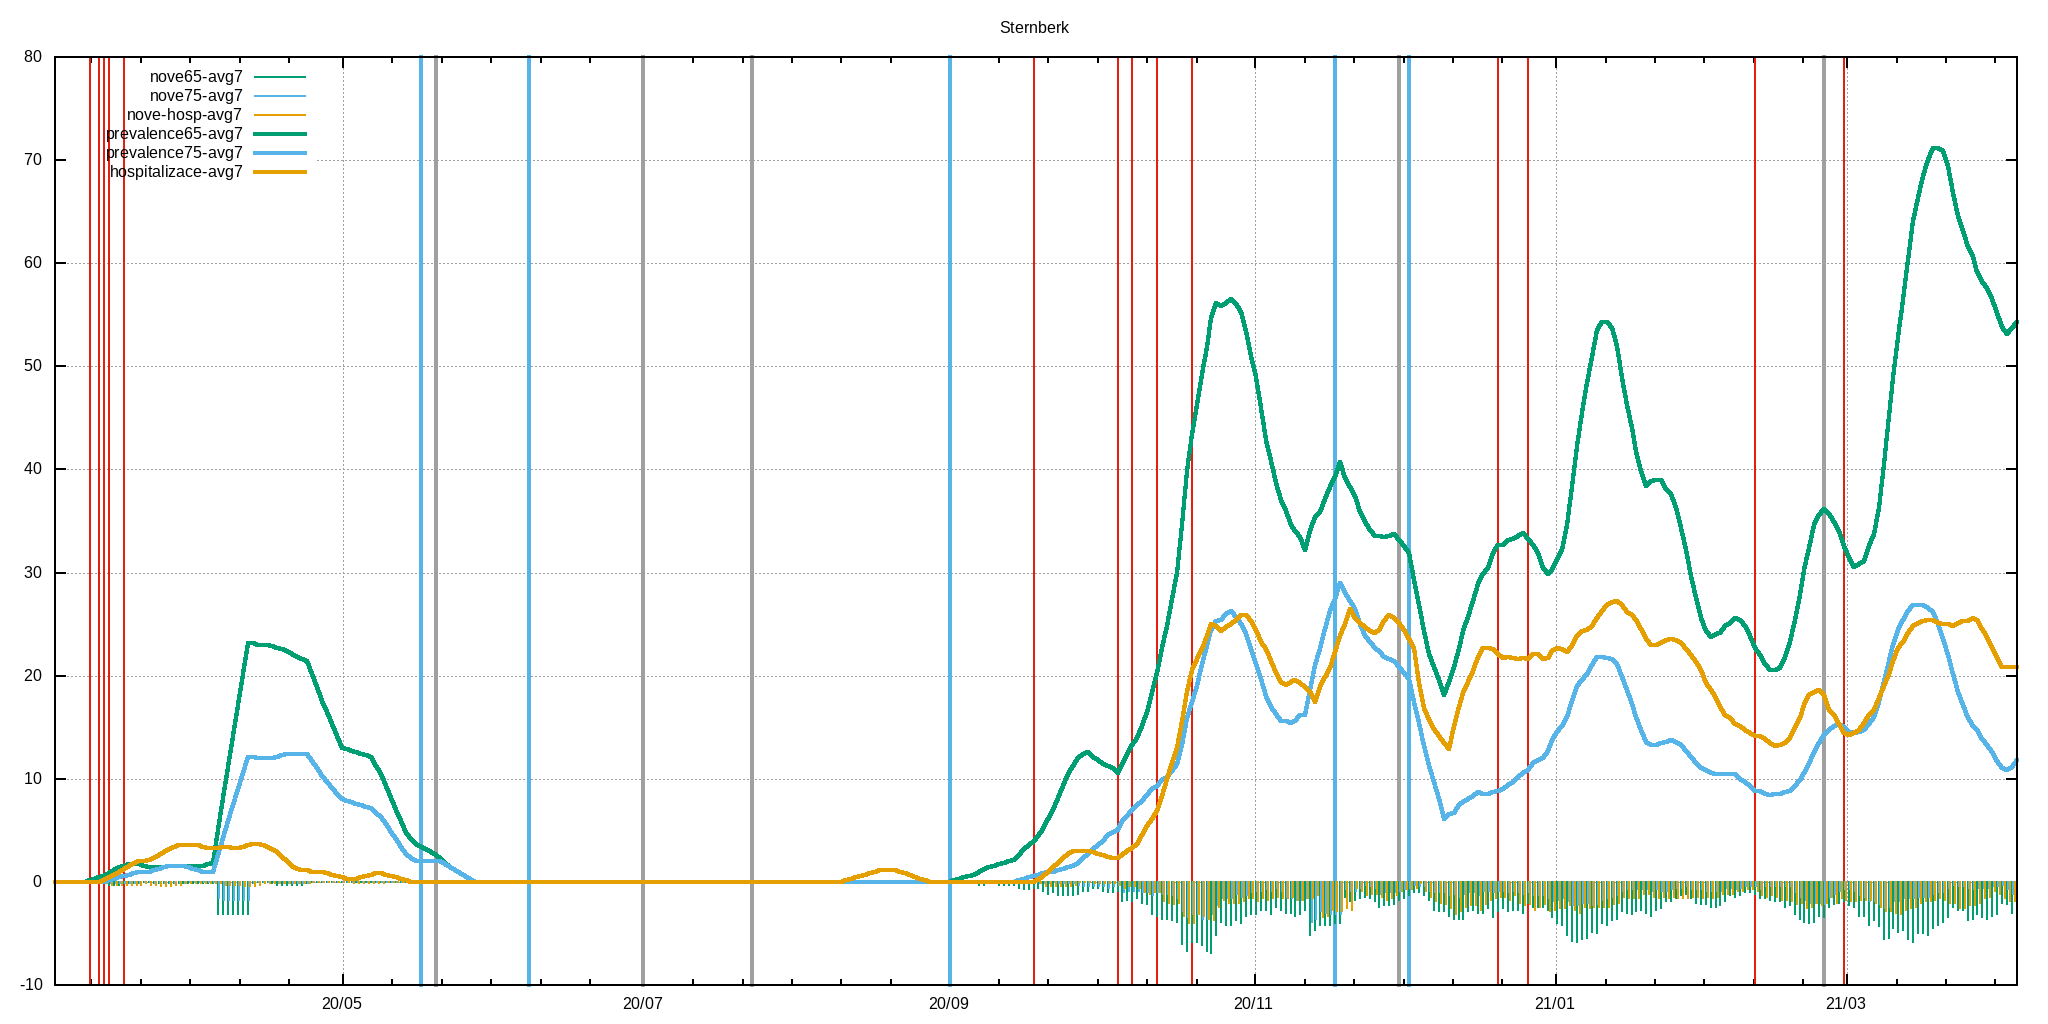 Sternberk
80
nove65-avg7
nove75-avg7
nove-hosp-avg7
prevalence65-avg7
prevalence75-avg7
hospitalizace-avg7
70
60
50
40
30
20
10
0
-10
20/05 20/07 20/09 20/11 21/01 21/03